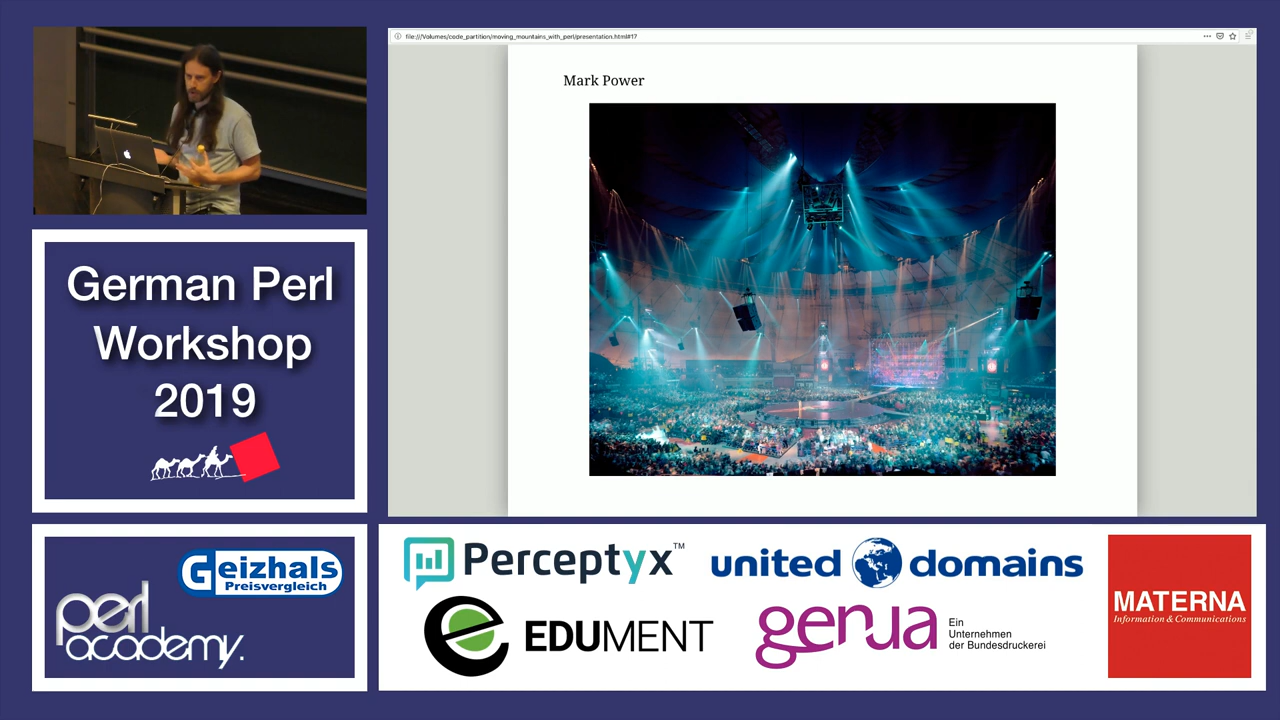 file:///Volumes/code_partition/moving_mountains_with_perl/presentation.html#17
Mark Power
German Perl
Workshop
2019
Geizhals
Preisvergleich
perl
academy.
Perceptyx™
united domains
EDUMENT
genua
Ein
Unternehmen
der Bundesdruckerei
MATERNA
Information & Communications